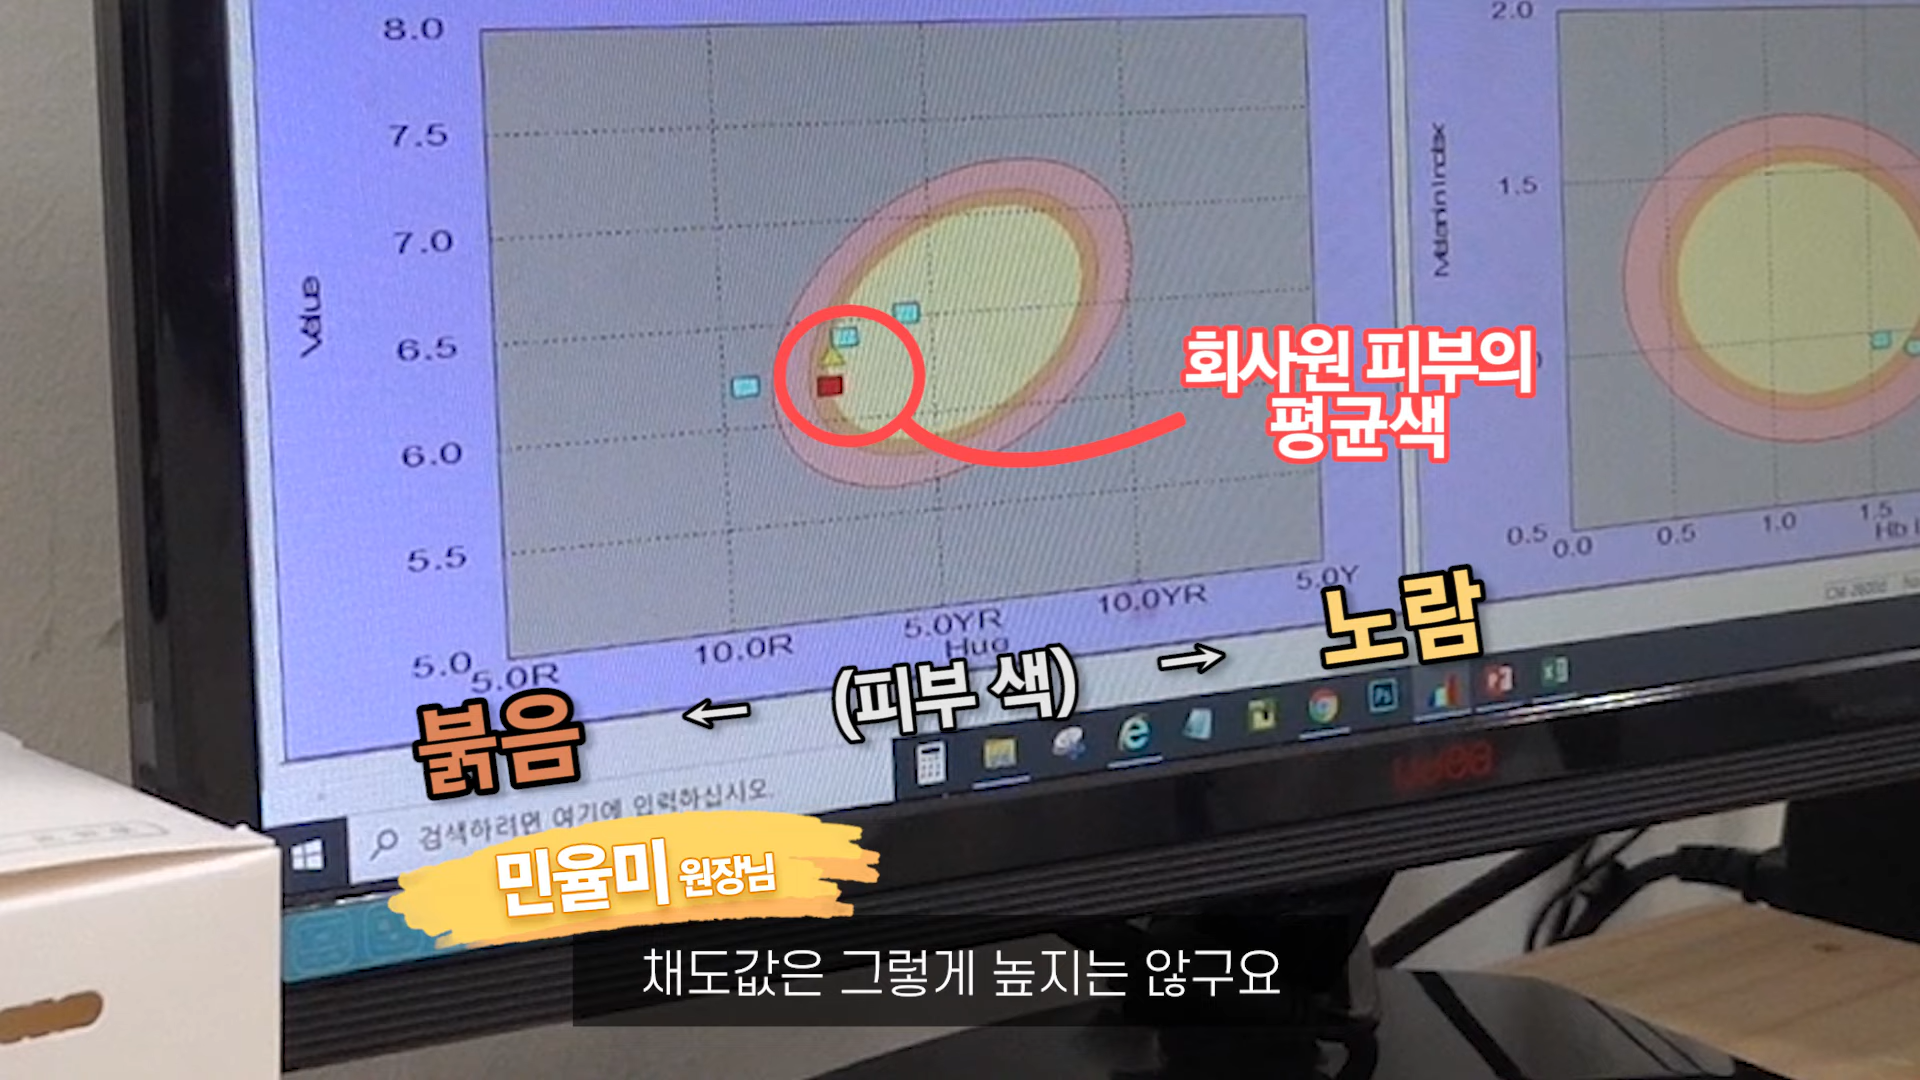 8.0
7.5
7.0
6.5
6.0
5.5
5.0
Value
5.0R
10.0R
5.0YR
10.0YR
5.0Y
Hue
2.0
1.5
0.5
Melanin Index
0.0
0.5
1.0
1.5
Hb I
회사원 피부의
평균색
붉음
←
(피부 색)
→
노람
검색하려면 여기에 입력하십시오.
민율미 원장님
채도값은 그렇게 높지는 않구요